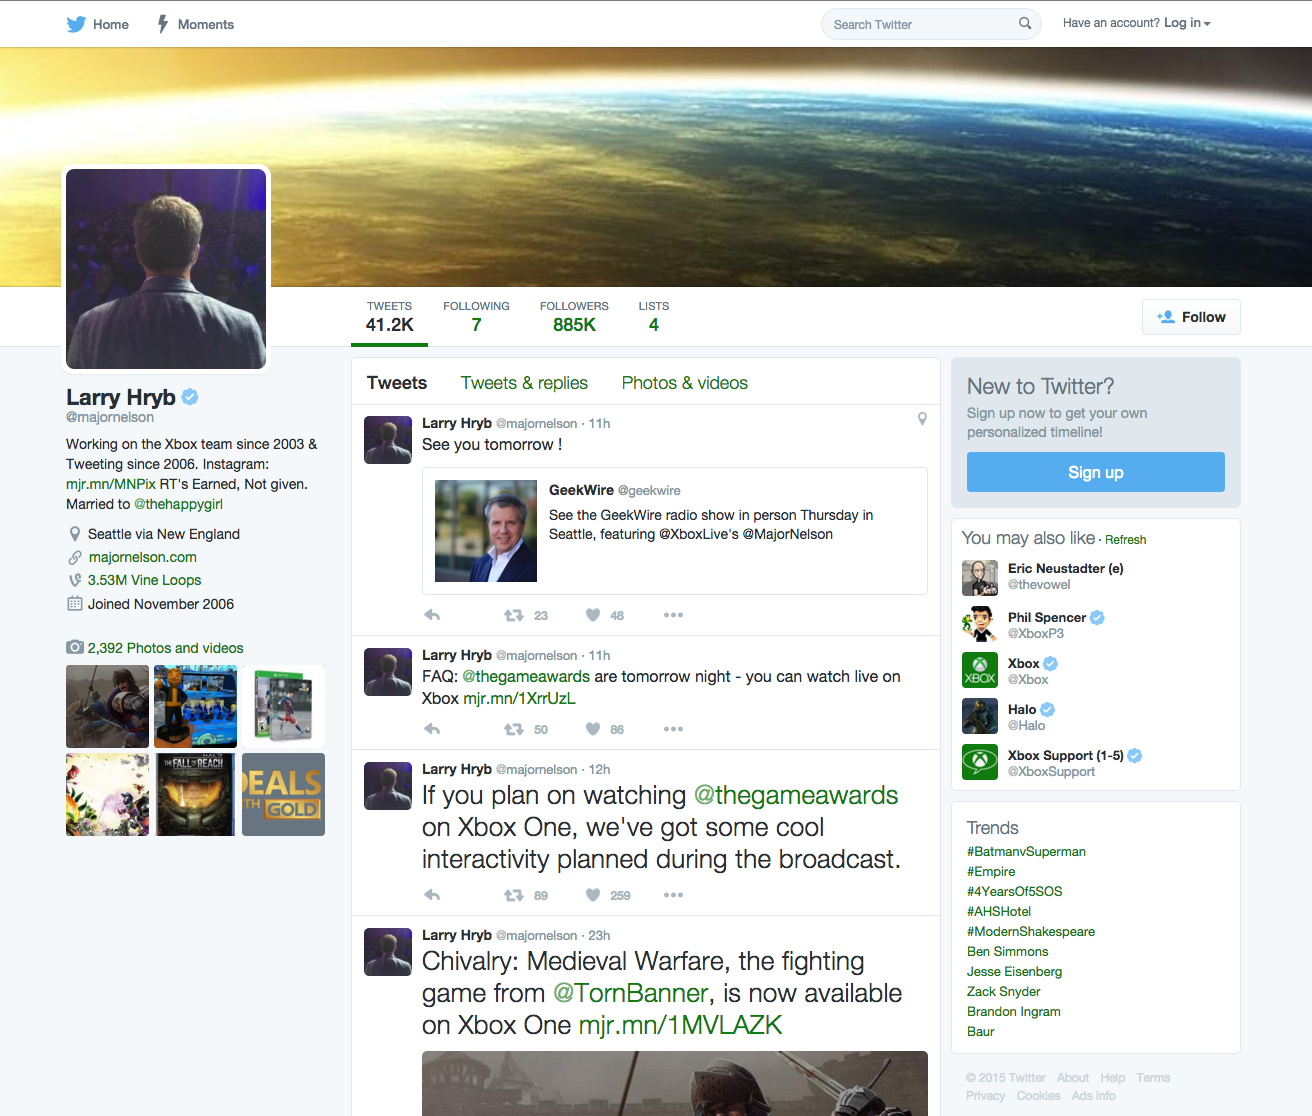 Home
Moments
Search Twitter
Have an account? Log in
TWEETS
41.2K
FOLLOWING
7
FOLLOWERS
885K
LISTS
4
Follow
Larry Hryb
@majornelson
Working on the Xbox team since 2003 &
Tweeting since 2006. Instagram:
mjr.mn/MNPix RT's Earned, Not given.
Married to @thehappygirl
Seattle via New England
majornelson.com
3.53M Vine Loops
Joined November 2006
2,392 Photos and videos
THE FALL OF REACH
DEALS
WITH GOLD
Tweets
Tweets & replies
Photos & videos
Larry Hryb @majornelson · 11h
See you tomorrow !
GeekWire @geekwire
See the GeekWire radio show in person Thursday in
Seattle, featuring @XboxLive's @MajorNelson
23
48
Larry Hryb @majornelson · 11h
FAQ: @thegameawards are tomorrow night - you can watch live on
Xbox mjr.mn/1XrrUzL
50
86
Larry Hryb @majornelson · 12h
If you plan on watching @thegameawards
on Xbox One, we've got some cool
interactivity planned during the broadcast.
89
259
Larry Hryb @majornelson · 23h
Chivalry: Medieval Warfare, the fighting
game from @TornBanner, is now available
on Xbox One mjr.mn/1MVLAZK
New to Twitter?
Sign up now to get your own
personalized timeline!
Sign up
You may also like · Refresh
Eric Neustadter (e)
@thevowel
Phil Spencer
@XboxP3
Xbox
@Xbox
Halo
@Halo
Xbox Support (1-5)
@XboxSupport
Trends
#BatmanvSuperman
#Empire
#4YearsOf5SOS
#AHSHotel
#ModernShakespeare
Ben Simmons
Jesse Eisenberg
Zack Snyder
Brandon Ingram
Baur
© 2015 Twitter About Help Terms
Privacy Cookies Ads info